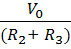 V₀
(R₂ + R₃)